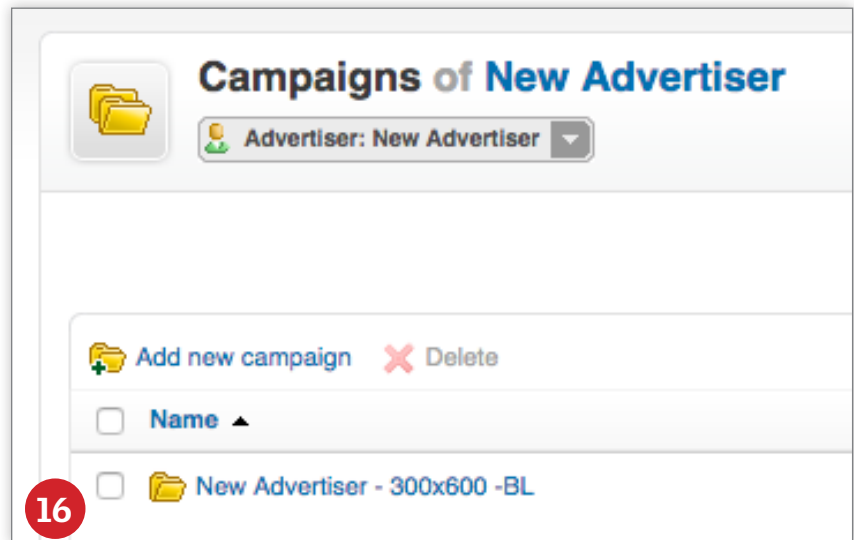 Campaigns of New Advertiser
Advertiser: New Advertiser
Add new campaign Delete
Name
New Advertiser - 300x600 -BL
16